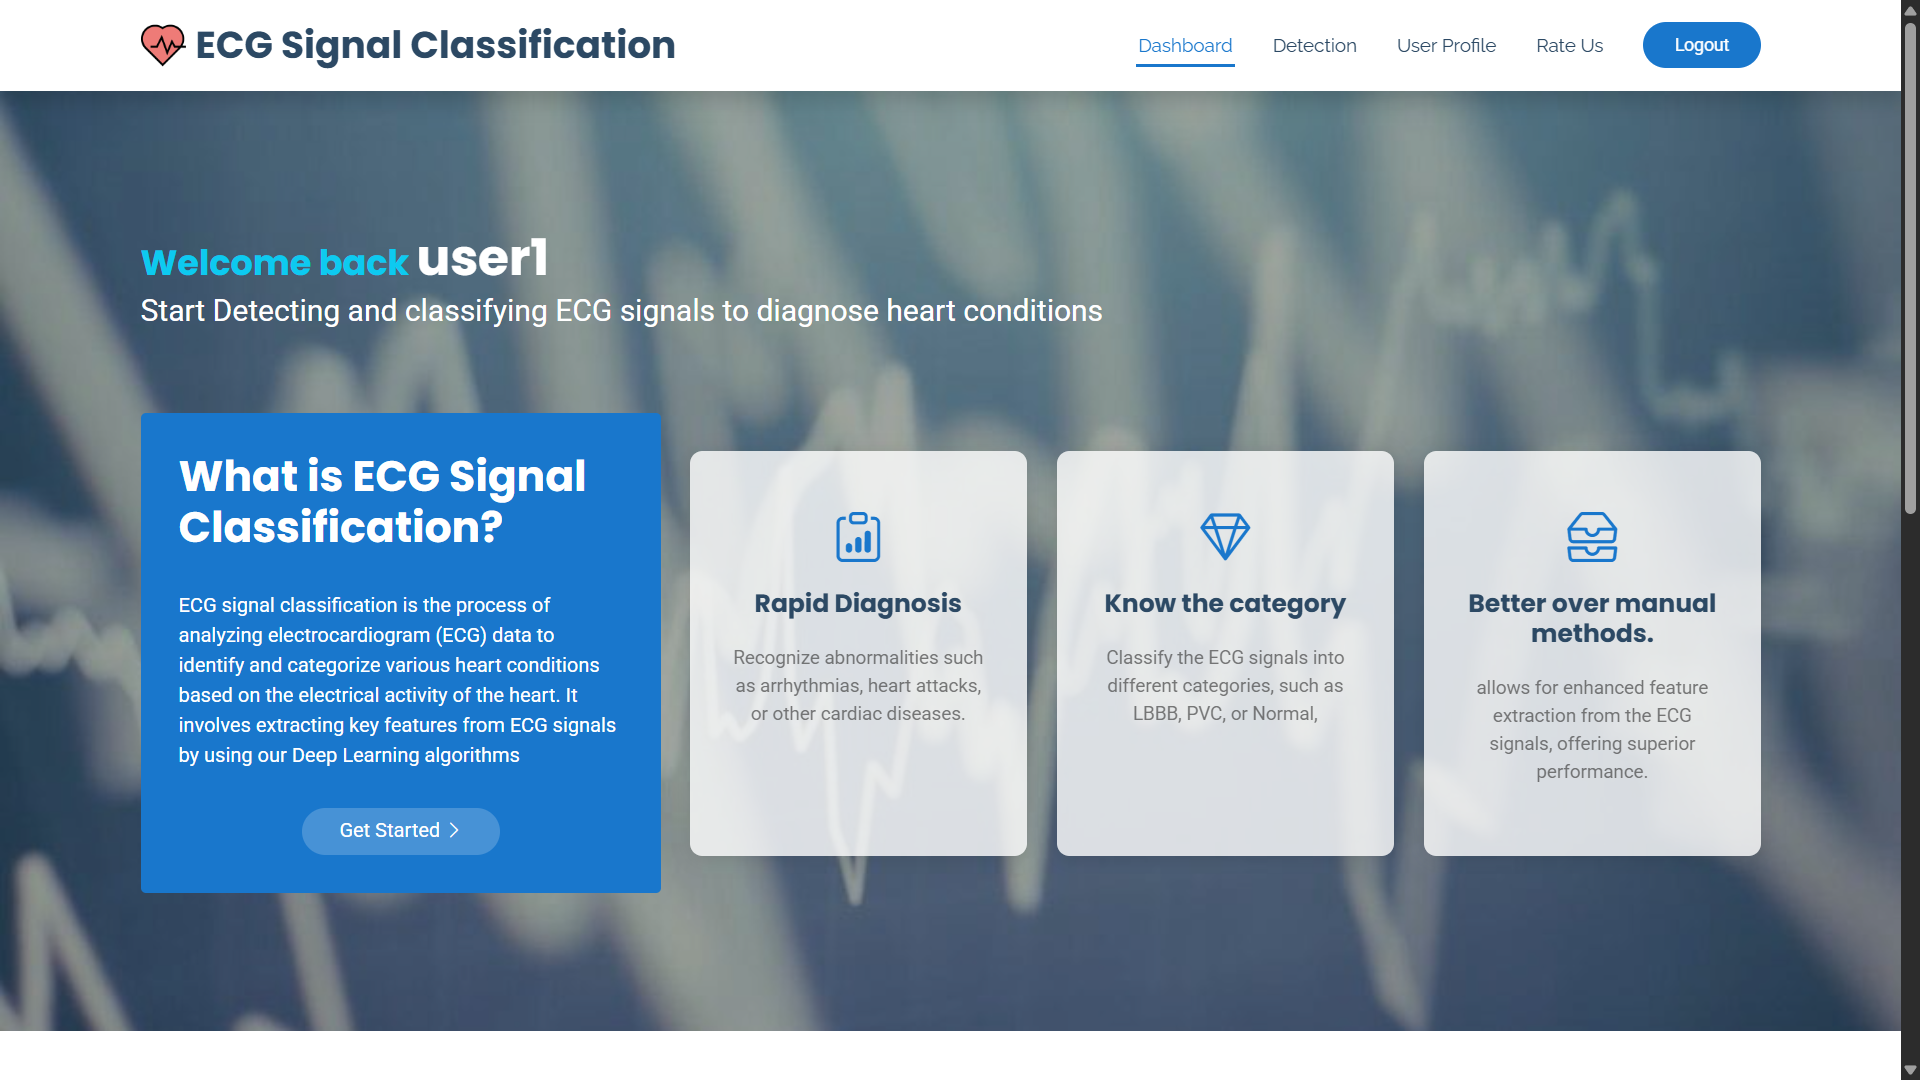 ECG Signal Classification
Dashboard
Detection
User Profile
Rate Us
Logout
Welcome back user1
Start Detecting and classifying ECG signals to diagnose heart conditions
What is ECG Signal
Classification?
ECG signal classification is the process of
analyzing electrocardiogram (ECG) data to
identify and categorize various heart conditions
based on the electrical activity of the heart. It
involves extracting key features from ECG signals
by using our Deep Learning algorithms
Get Started
Rapid Diagnosis
Recognize abnormalities such
as arrhythmias, heart attacks,
or other cardiac diseases.
Know the category
Classify the ECG signals into
different categories, such as
LBBB, PVC, or Normal,
Better over manual
methods.
allows for enhanced feature
extraction from the ECG
signals, offering superior
performance.